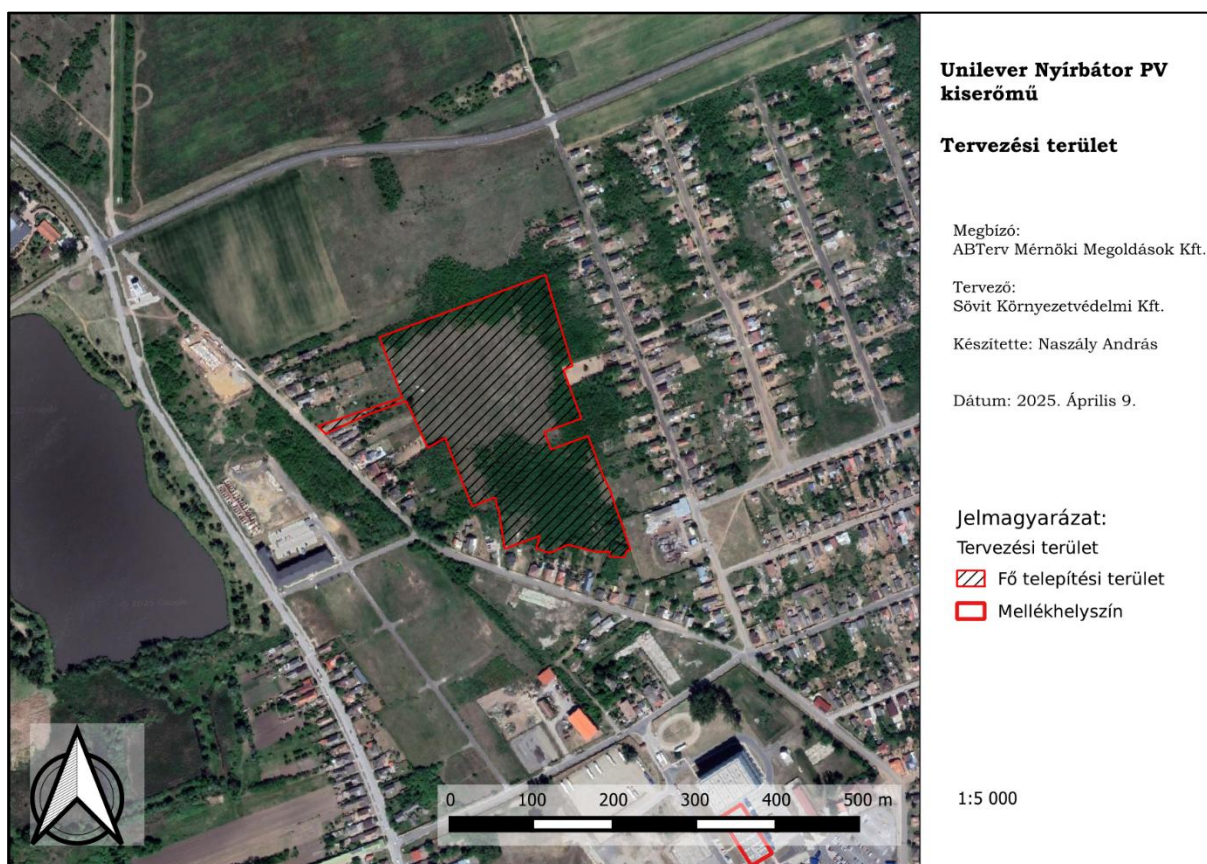 Unilever Nyírbátor PV
kiserőmű
Tervezési terület
Megbízó:
ABTerv Mérnöki Megoldások Kft.
Tervező:
Sövit Környezetvédelmi Kft.
Készítette: Naszály András
Dátum: 2025. Április 9.
Jelmagyarázat:
Tervezési terület
Fő telepítési terület
Mellékhelyszín
0 100 200 300 400 500 m
1:5 000